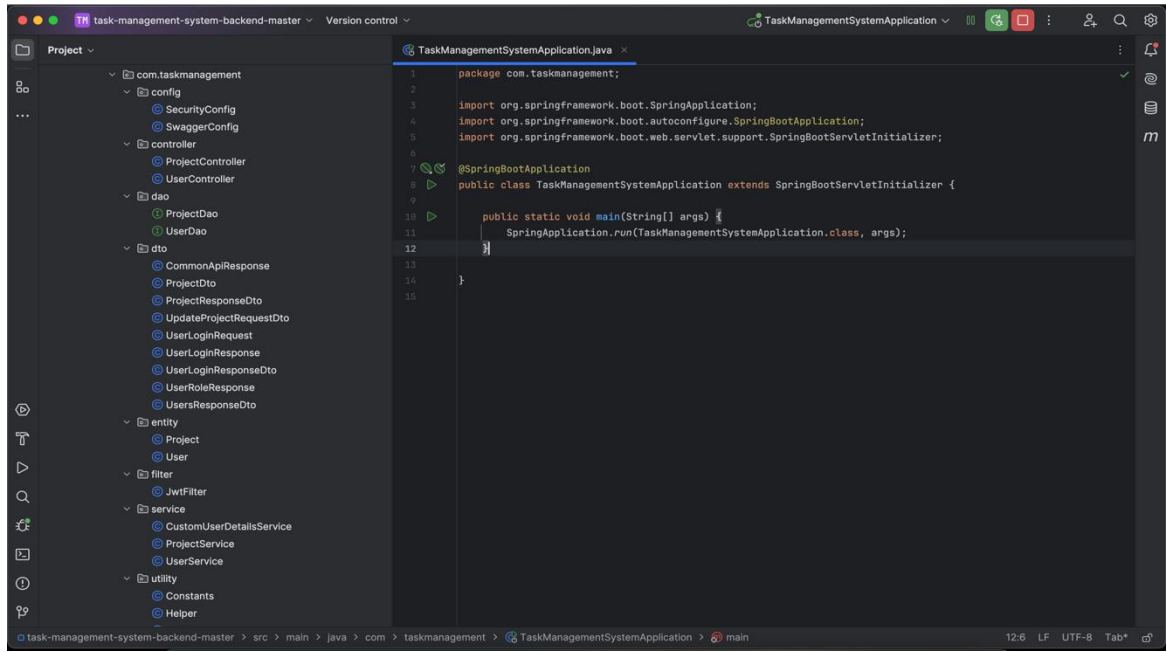 TM task-management-system-backend-master Version control
TaskManagementSystemApplication
Project
com.taskmanagement
config
SecurityConfig
SwaggerConfig
controller
ProjectController
UserController
dao
ProjectDao
UserDao
dto
CommonApiResponse
ProjectDto
ProjectResponseDto
UpdateProjectRequestDto
UserLoginRequest
UserLoginResponse
UserLoginResponseDto
UserRoleResponse
UsersResponseDto
entity
Project
User
filter
JwtFilter
service
CustomUserDetailsService
ProjectService
UserService
utility
Constants
Helper
TaskManagementSystemApplication.java
1 package com.taskmanagement;
2
3 import org.springframework.boot.SpringApplication;
4 import org.springframework.boot.autoconfigure.SpringBootApplication;
5 import org.springframework.boot.web.servlet.support.SpringBootServletInitializer;
6
7 @SpringBootApplication
8 public class TaskManagementSystemApplication extends SpringBootServletInitializer {
9
10 public static void main(String[] args) {
11 SpringApplication.run(TaskManagementSystemApplication.class, args);
12 }
13
14 }
15
m
task-management-system-backend-master > src > main > java > com > taskmanagement > TaskManagementSystemApplication > main
12:6 LF UTF-8 Tab*